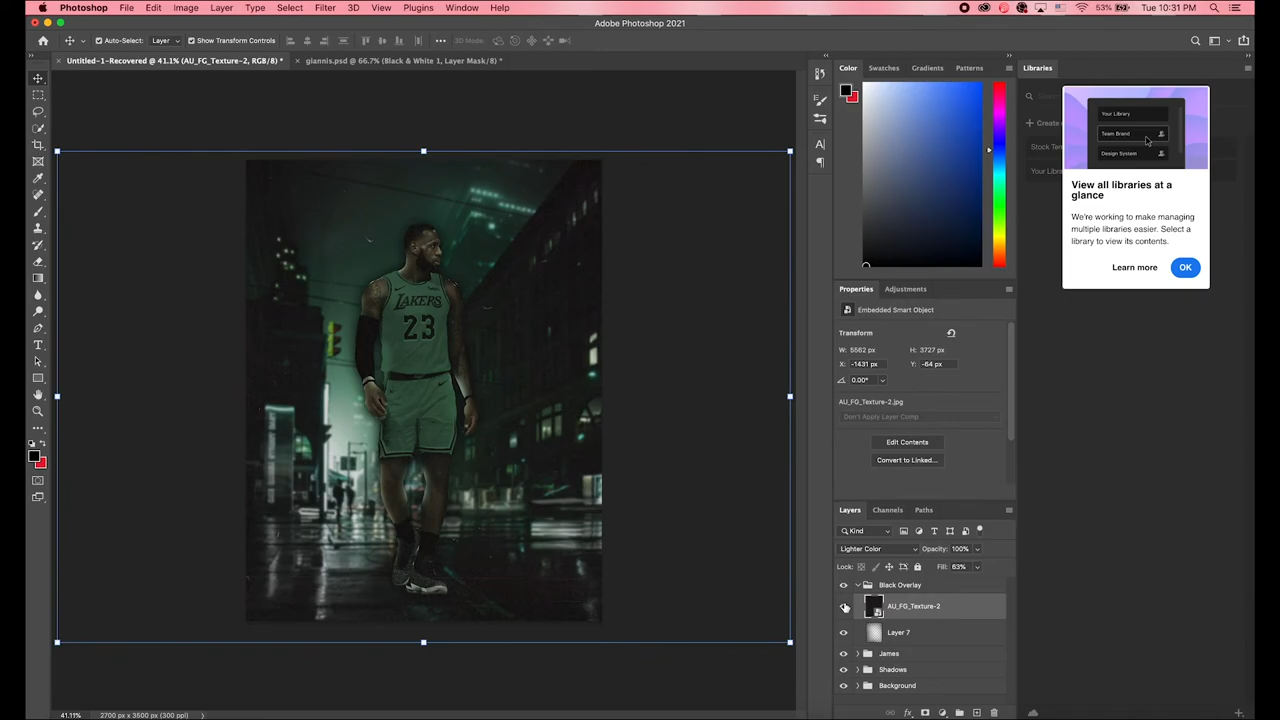 Photoshop File Edit Image Layer Type Select Filter 3D View Plugins Window Help 53% Tue 10:31 PM
Adobe Photoshop 2021
Auto-Select: Layer Show Transform Controls 3D Mode:
Untitled-1-Recovered @ 41.1% (AU_FG_Texture-2, RGB/8) * giannis.psd @ 66.7% (Black & White 1, Layer Mask/8) *
Color Swatches Gradients Patterns
Libraries
Search
Create
Stock Tem
Your Libra
Your Library
Team Brand
Design System
View all libraries at a
glance
We're working to make managing
multiple libraries easier. Select a
library to view its contents.
Learn more OK
LAKERS
23
Properties Adjustments
Embedded Smart Object
Transform
W: 5562 px H: 3727 px
X: -1431 px Y: -64 px
0.00°
AU_FG_Texture-2.jpg
Don't Apply Layer Comp
Edit Contents
Convert to Linked...
Layers Channels Paths
Kind
Lighter Color Opacity: 100%
Lock: Fill: 63%
Black Overlay
AU_FG_Texture-2
Layer 7
James
Shadows
Background
41.11% 2700 px x 3500 px (300 ppi)